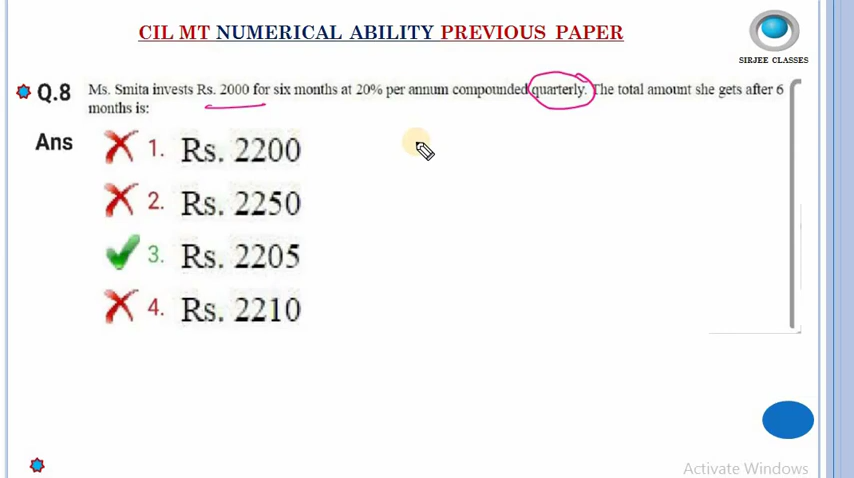 CIL MT NUMERICAL ABILITY PREVIOUS PAPER
SIRJEE CLASSES
Q.8 Ms. Smita invests Rs. 2000 for six months at 20% per annum compounded quarterly. The total amount she gets after 6
months is:
Ans
1. Rs. 2200
2. Rs. 2250
3. Rs. 2205
4. Rs. 2210
Activate Windows